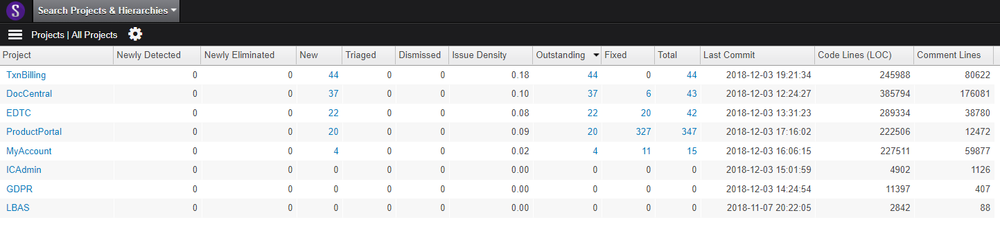 S Search Projects & Hierarchies
Projects | All Projects
Project Newly Detected Newly Eliminated New Triaged Dismissed Issue Density Outstanding Fixed Total Last Commit Code Lines (LOC) Comment Lines
TxnBilling 0 0 44 0 0 0.18 44 0 44 2018-12-03 19:21:34 245988 80622
DocCentral 0 0 37 0 0 0.10 37 6 43 2018-12-03 12:24:27 385794 176081
EDTC 0 0 22 0 0 0.08 22 20 42 2018-12-03 13:31:23 289334 38780
ProductPortal 0 0 20 0 0 0.09 20 327 347 2018-12-03 17:16:02 222506 12472
MyAccount 0 0 4 0 0 0.02 4 11 15 2018-12-03 16:06:15 227511 59877
ICAdmin 0 0 0 0 0 0.00 0 0 0 2018-12-03 15:01:59 4902 1126
GDPR 0 0 0 0 0 0.00 0 0 0 2018-12-03 14:24:54 11397 407
LBAS 0 0 0 0 0 0.00 0 0 0 2018-11-07 20:22:05 2842 88